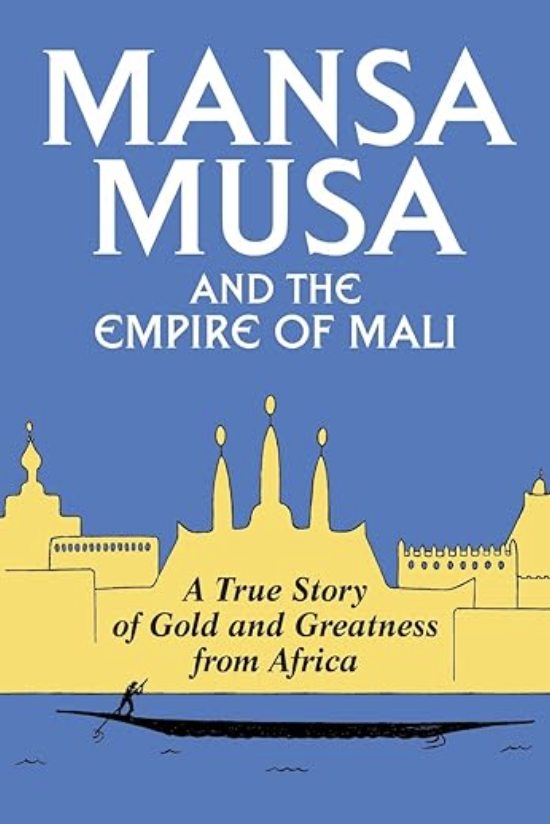 MANSA
MUSA
AND THE
EMPIRE OF MALI
A True Story
of Gold and Greatness
from Africa